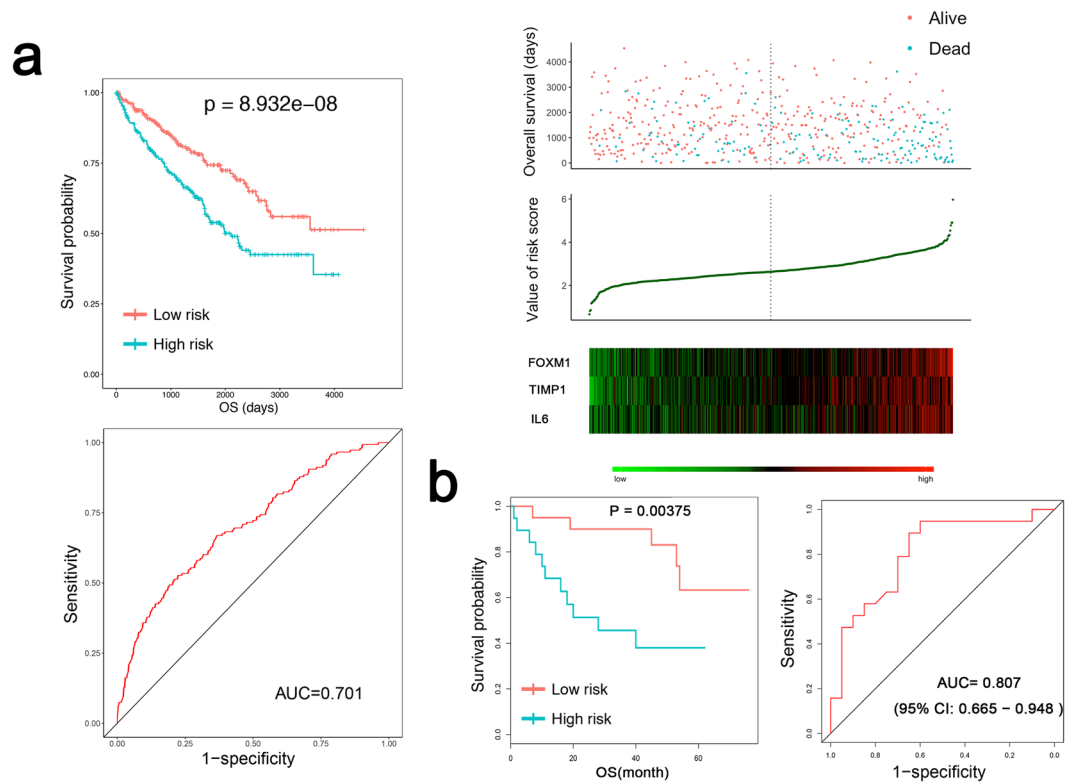 a
p = 8.932e−08
Survival probability
1.00
0.75
0.50
0.25
0.00
Low risk
High risk
0
1000
2000
3000
4000
OS (days)
Alive
Dead
Overall survival (days)
4000
3000
2000
1000
0
Value of risk score
6
4
2
FOXM1
TIMP1
IL6
low
high
Sensitivity
1.00
0.75
0.50
0.25
0.00
AUC=0.701
0.00
0.25
0.50
0.75
1.00
1−specificity
b
P = 0.00375
Survival probability
1.0
0.8
0.6
0.4
0.2
0.0
Low risk
High risk
0
20
40
60
OS(month)
Sensitivity
1.0
0.8
0.6
0.4
0.2
0.0
AUC= 0.807
(95% CI: 0.665 − 0.948 )
1.0
0.8
0.6
0.4
0.2
0.0
1−specificity